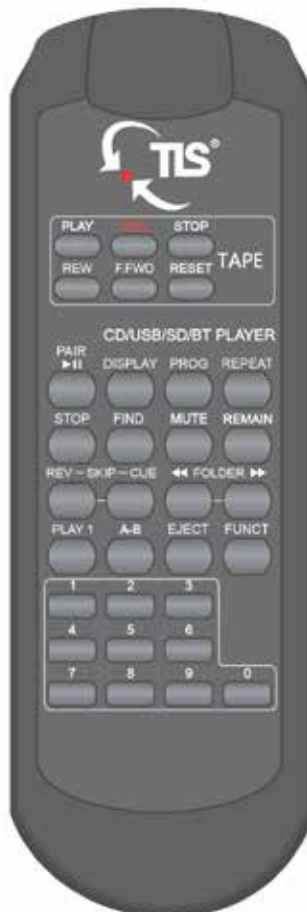 TLS®
PLAY STOP
REW F.FWD RESET TAPE
CD/USB/SD/BT PLAYER
PAIR
►II DISPLAY PROG REPEAT
STOP FIND MUTE REMAIN
REV-SKIP-CUE ◄◄ FOLDER ►►
PLAY 1 A-B EJECT FUNCT
1 2 3
4 5 6
7 8 9 0